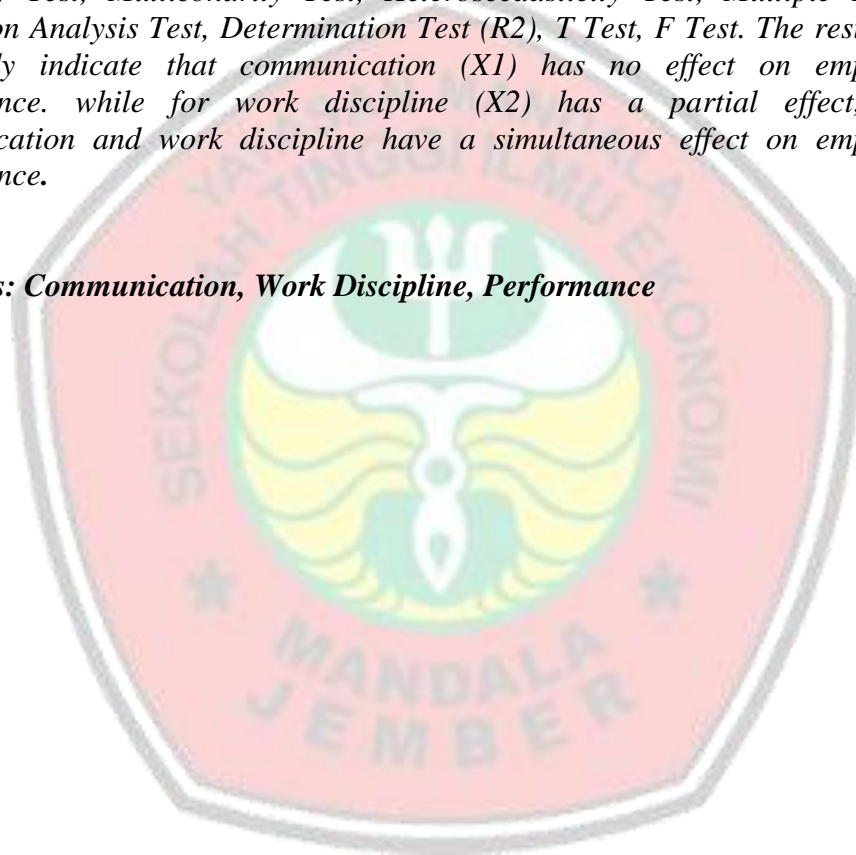 Test, Multicoliarity Test, Heteroscedasticity Test, Multiple
on Analysis Test, Determination Test (R2), T Test, F Test. The resi
ly indicate that communication (X1) has no effect on emp
nce. while for work discipline (X2) has a partial effect,
cation and work discipline have a simultaneous effect on emp
nce.
s: Communication, Work Discipline, Performance
SEKOLAH TINGGI ILMU EKONOMI
MANDALA
JEMBER